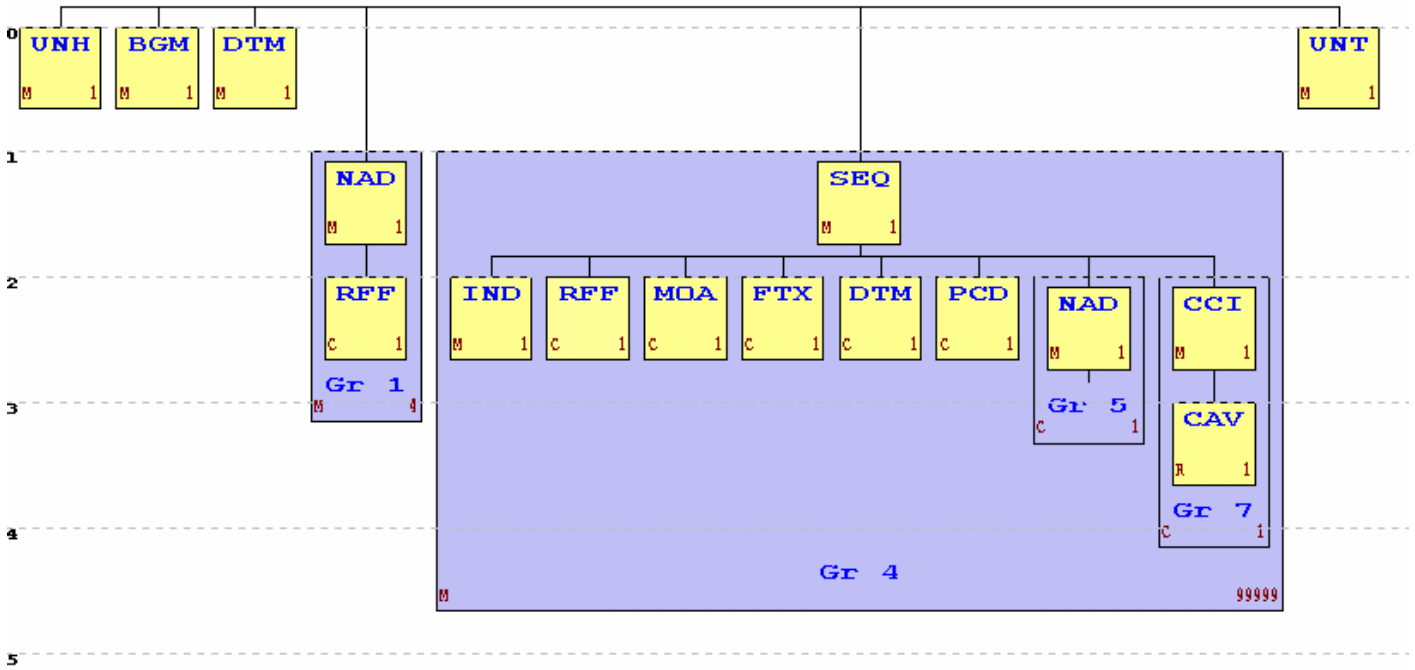 0
UNH BGM DTM UNT
M 1 M 1 M 1 M 1
1
NAD SEQ
M 1 M 1
2
RFF IND RFF MOA FTX DTM PCD NAD CCI
C 1 M 1 C 1 C 1 C 1 C 1 C 1 M 1 M 1
Gr 1
M 9
3
Gr 5
C 1
CAV
R 1
Gr 7
4
C 1
Gr 4
M 99999
5